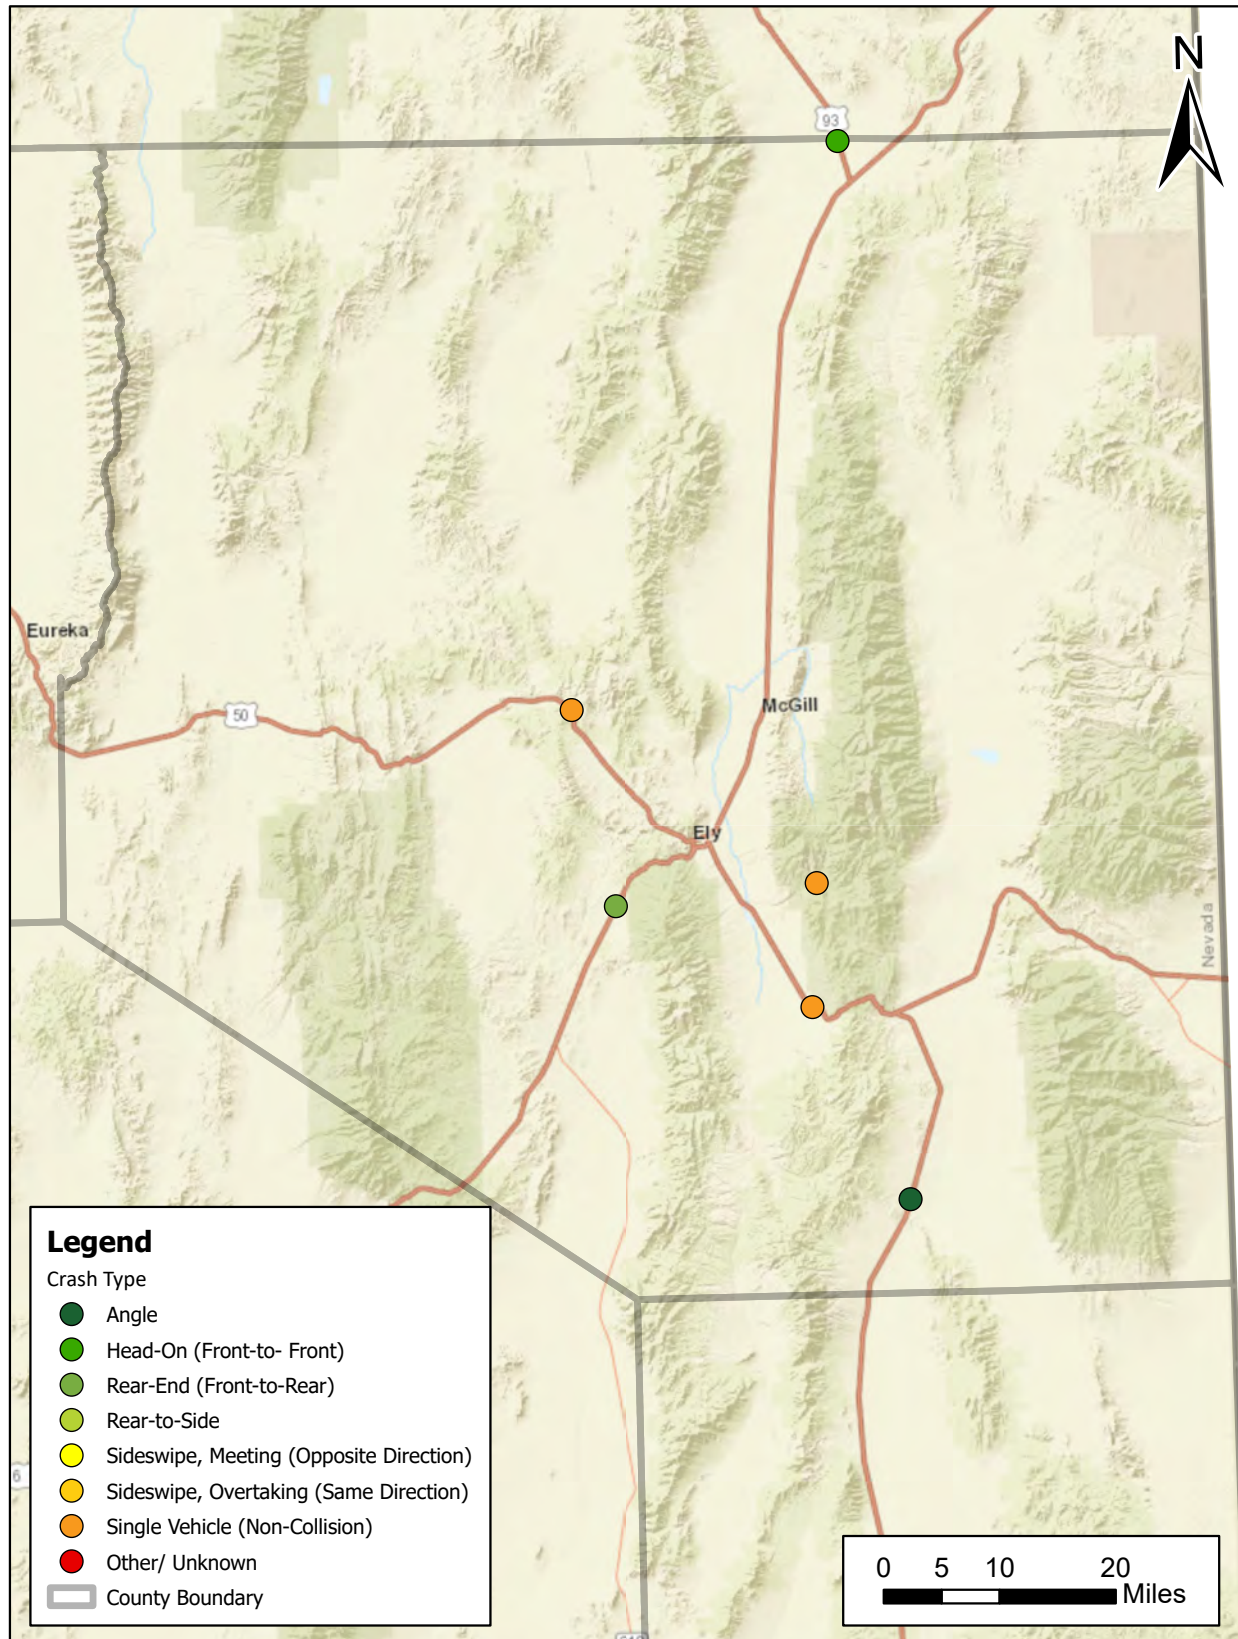 N
93
Eureka
50
McGill
Ely
Nevada
Legend
Crash Type
Angle
Head-On (Front-to- Front)
Rear-End (Front-to-Rear)
Rear-to-Side
Sideswipe, Meeting (Opposite Direction)
6
Sideswipe, Overtaking (Same Direction)
Single Vehicle (Non-Collision)
Other/ Unknown
County Boundary
0 5 10 20
Miles